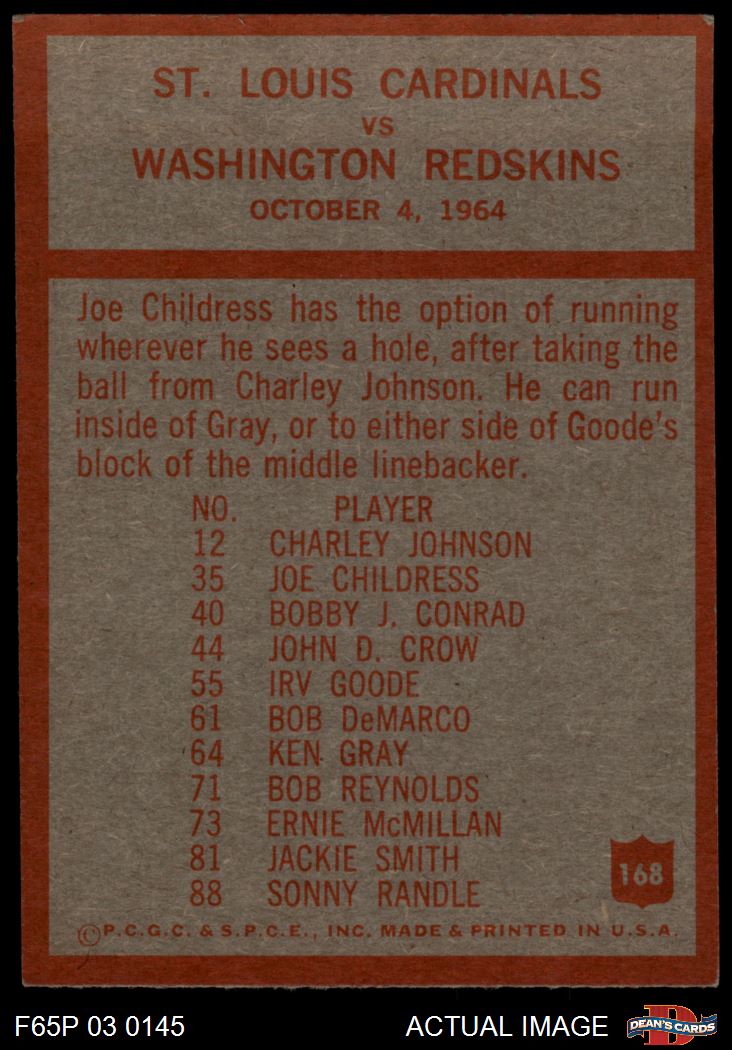 ST. LOUIS CARDINALS
VS
WASHINGTON REDSKINS
OCTOBER 4, 1964
Joe Childress has the option of running
wherever he sees a hole, after taking the
ball from Charley Johnson. He can run
inside of Gray, or to either side of Goode's
block of the middle linebacker.
NO. PLAYER
12 CHARLEY JOHNSON
35 JOE CHILDRESS
40 BOBBY J. CONRAD
44 JOHN D. CROW
55 IRV GOODE
61 BOB DeMARCO
64 KEN GRAY
71 BOB REYNOLDS
73 ERNIE McMILLAN
81 JACKIE SMITH
88 SONNY RANDLE
168
©P.C.G.C. & S.P.C.E., INC. MADE & PRINTED IN U.S.A.
F65P 03 0145 ACTUAL IMAGE DEAN'S CARDS